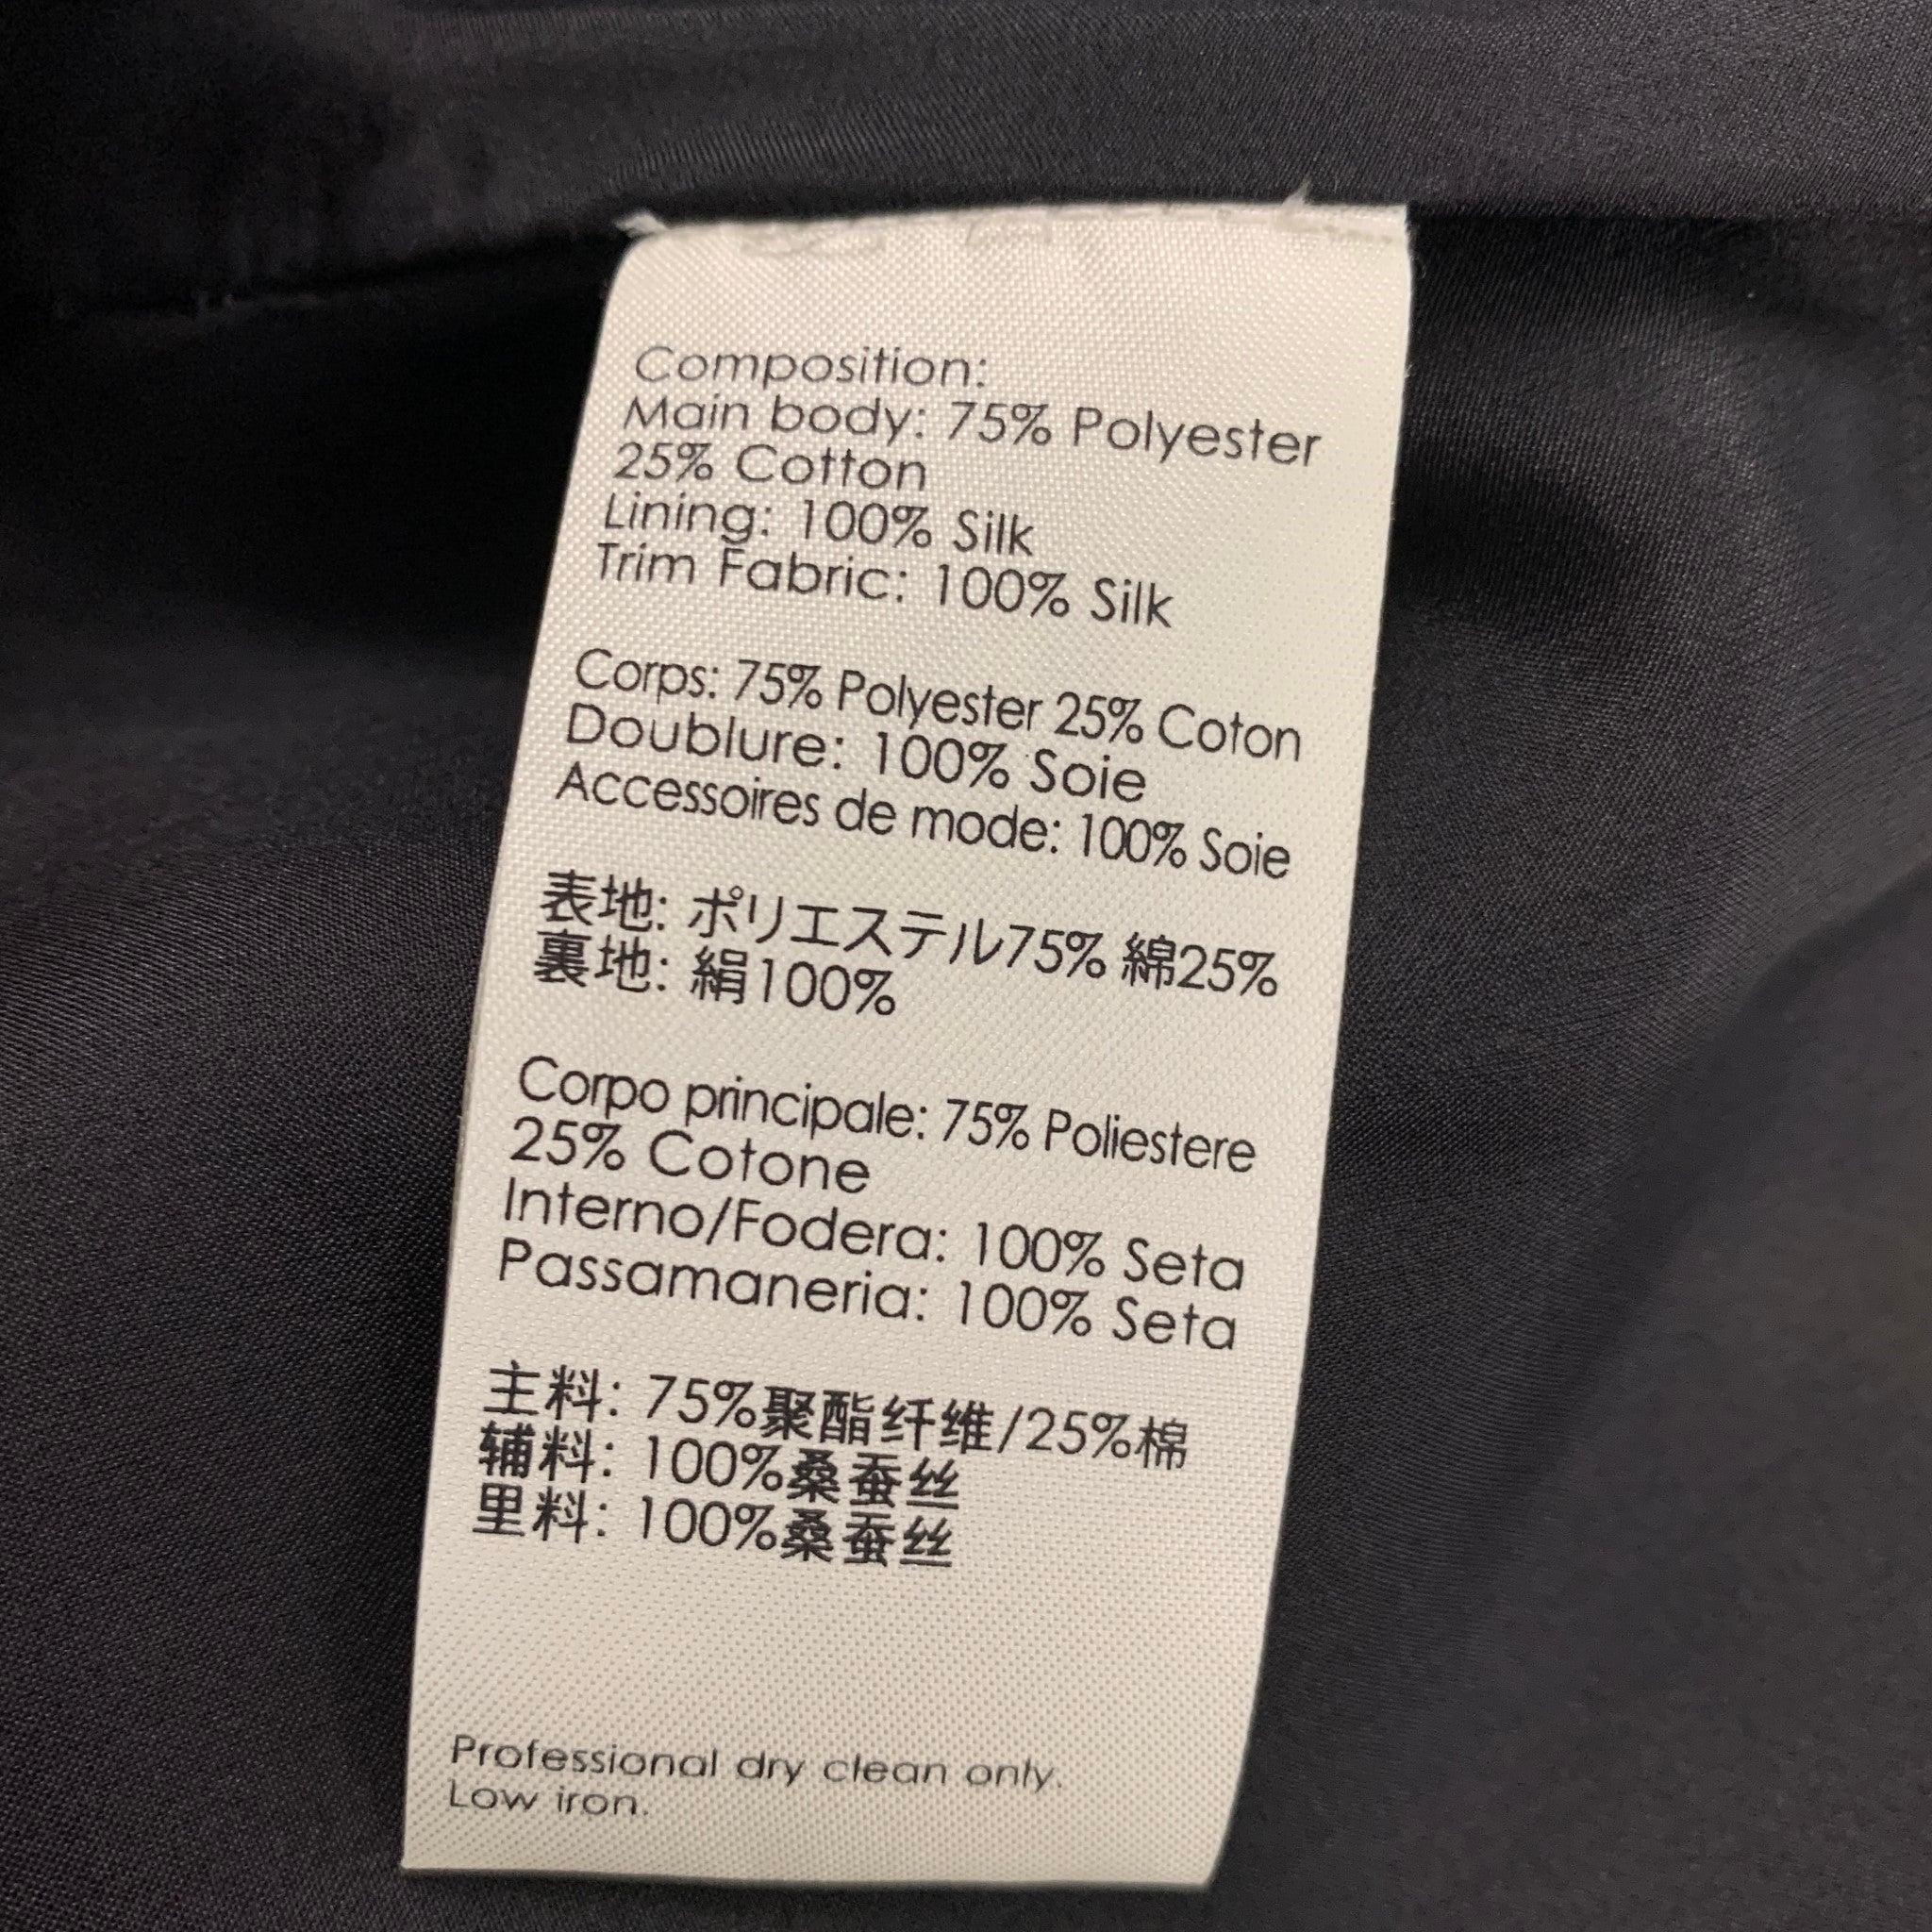 Composition:
Main body: 75% Polyester
25% Cotton
Lining: 100% Silk
Trim Fabric: 100% Silk
Corps: 75% Polyester 25% Coton
Doublure: 100% Soie
Accessoires de mode: 100% Soie
表地: ポリエステル75% 綿25%
裏地: 絹100%
Corpo principale: 75% Poliestere
25% Cotone
Interno/Fodera: 100% Seta
Passamaneria: 100% Seta
主料: 75%聚酯纤维/25%棉
辅料: 100%桑蚕丝
里料: 100%桑蚕丝
Professional dry clean only.
Low iron.